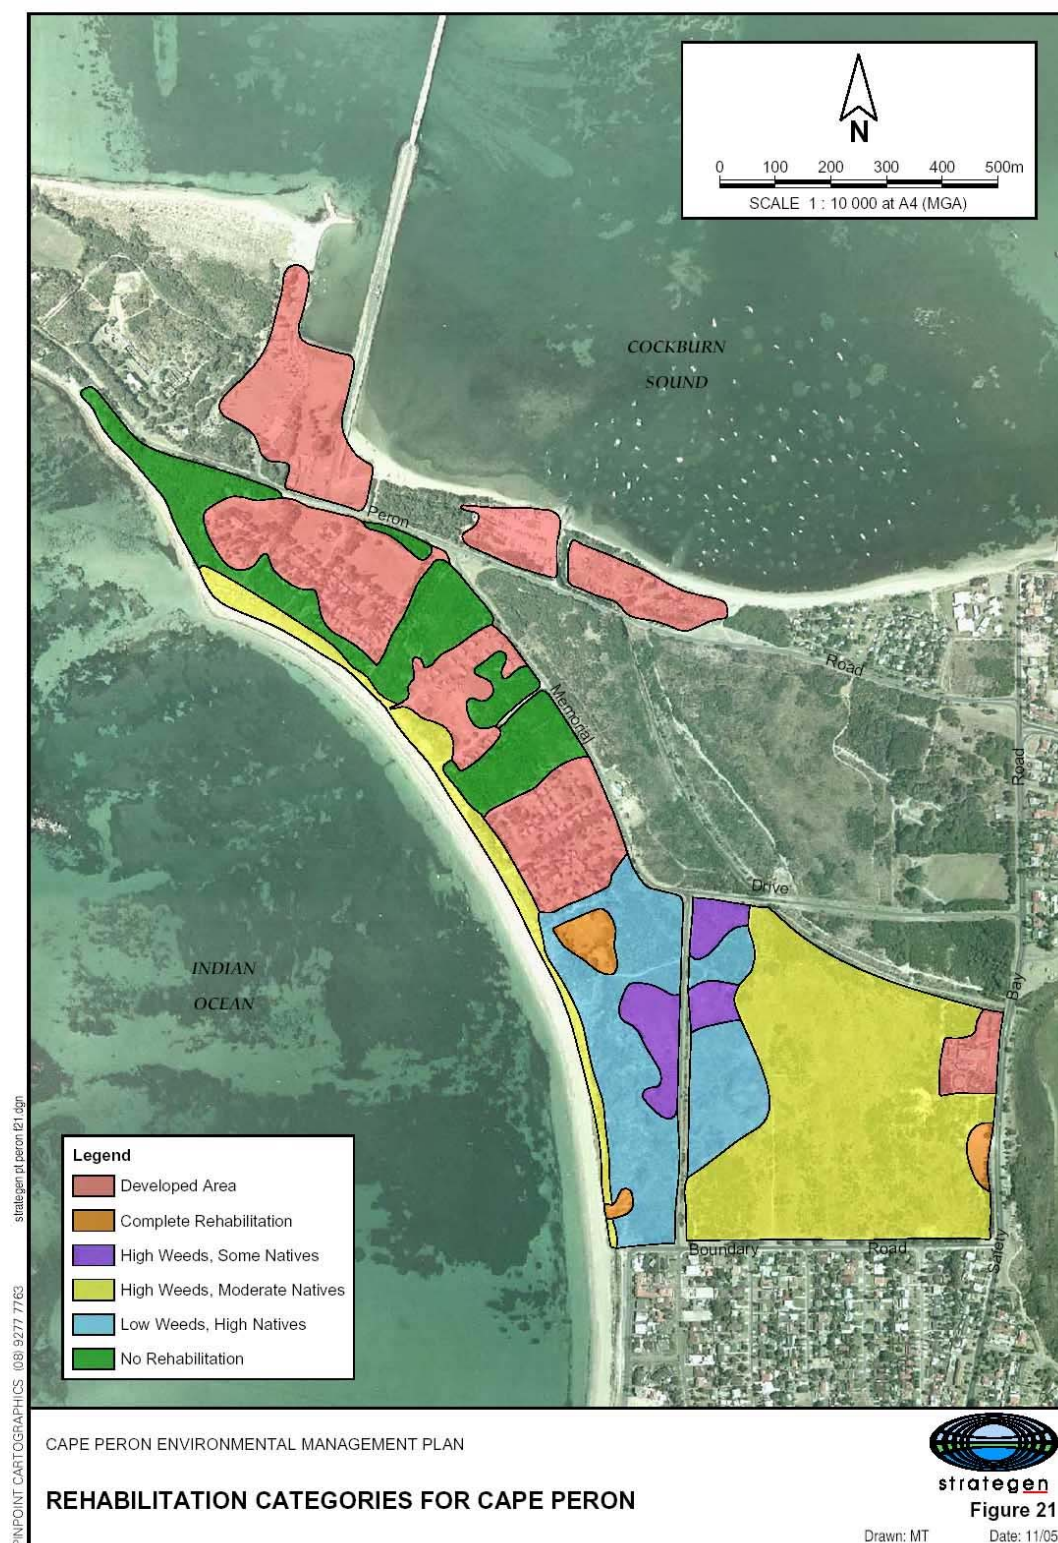 N
0 100 200 300 400 500m
SCALE 1 : 10 000 at A4 (MGA)
COCKBURN
SOUND
Peron
Road
Memorial
Road
Drive
INDIAN
OCEAN
Bay
Legend
Developed Area
Complete Rehabilitation
High Weeds, Some Natives
High Weeds, Moderate Natives
Low Weeds, High Natives
No Rehabilitation
Boundary
Road
Safety
strategen pt peron f21.dgn
PINPOINT CARTOGRAPHICS (08) 9277 7763
CAPE PERON ENVIRONMENTAL MANAGEMENT PLAN
REHABILITATION CATEGORIES FOR CAPE PERON
strategen
Figure 21
Drawn: MT Date: 11/05